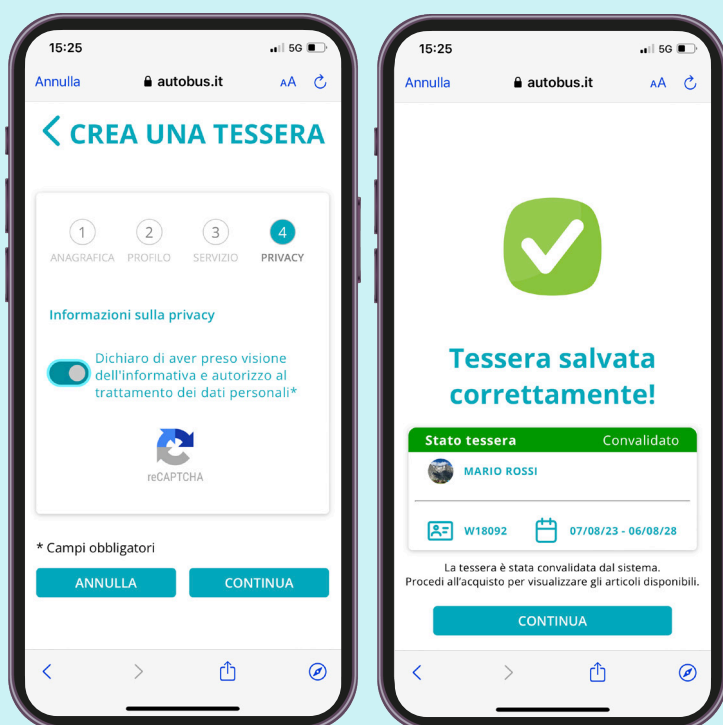 15:25
5G
Annulla
autobus.it
AA
CREA UNA TESSERA
1
2
3
4
ANAGRAFICA PROFILO SERVIZIO PRIVACY
Informazioni sulla privacy
Dichiaro di aver preso visione
dell'informativa e autorizzo al
trattamento dei dati personali*
reCAPTCHA
* Campi obbligatori
ANNULLA
CONTINUA
15:25
5G
Annulla
autobus.it
AA
Tessera salvata
correttamente!
Stato tessera Convalidato
MARIO ROSSI
W18092 07/08/23 - 06/08/28
La tessera è stata convalidata dal sistema.
Procedi all'acquisto per visualizzare gli articoli disponibili.
CONTINUA